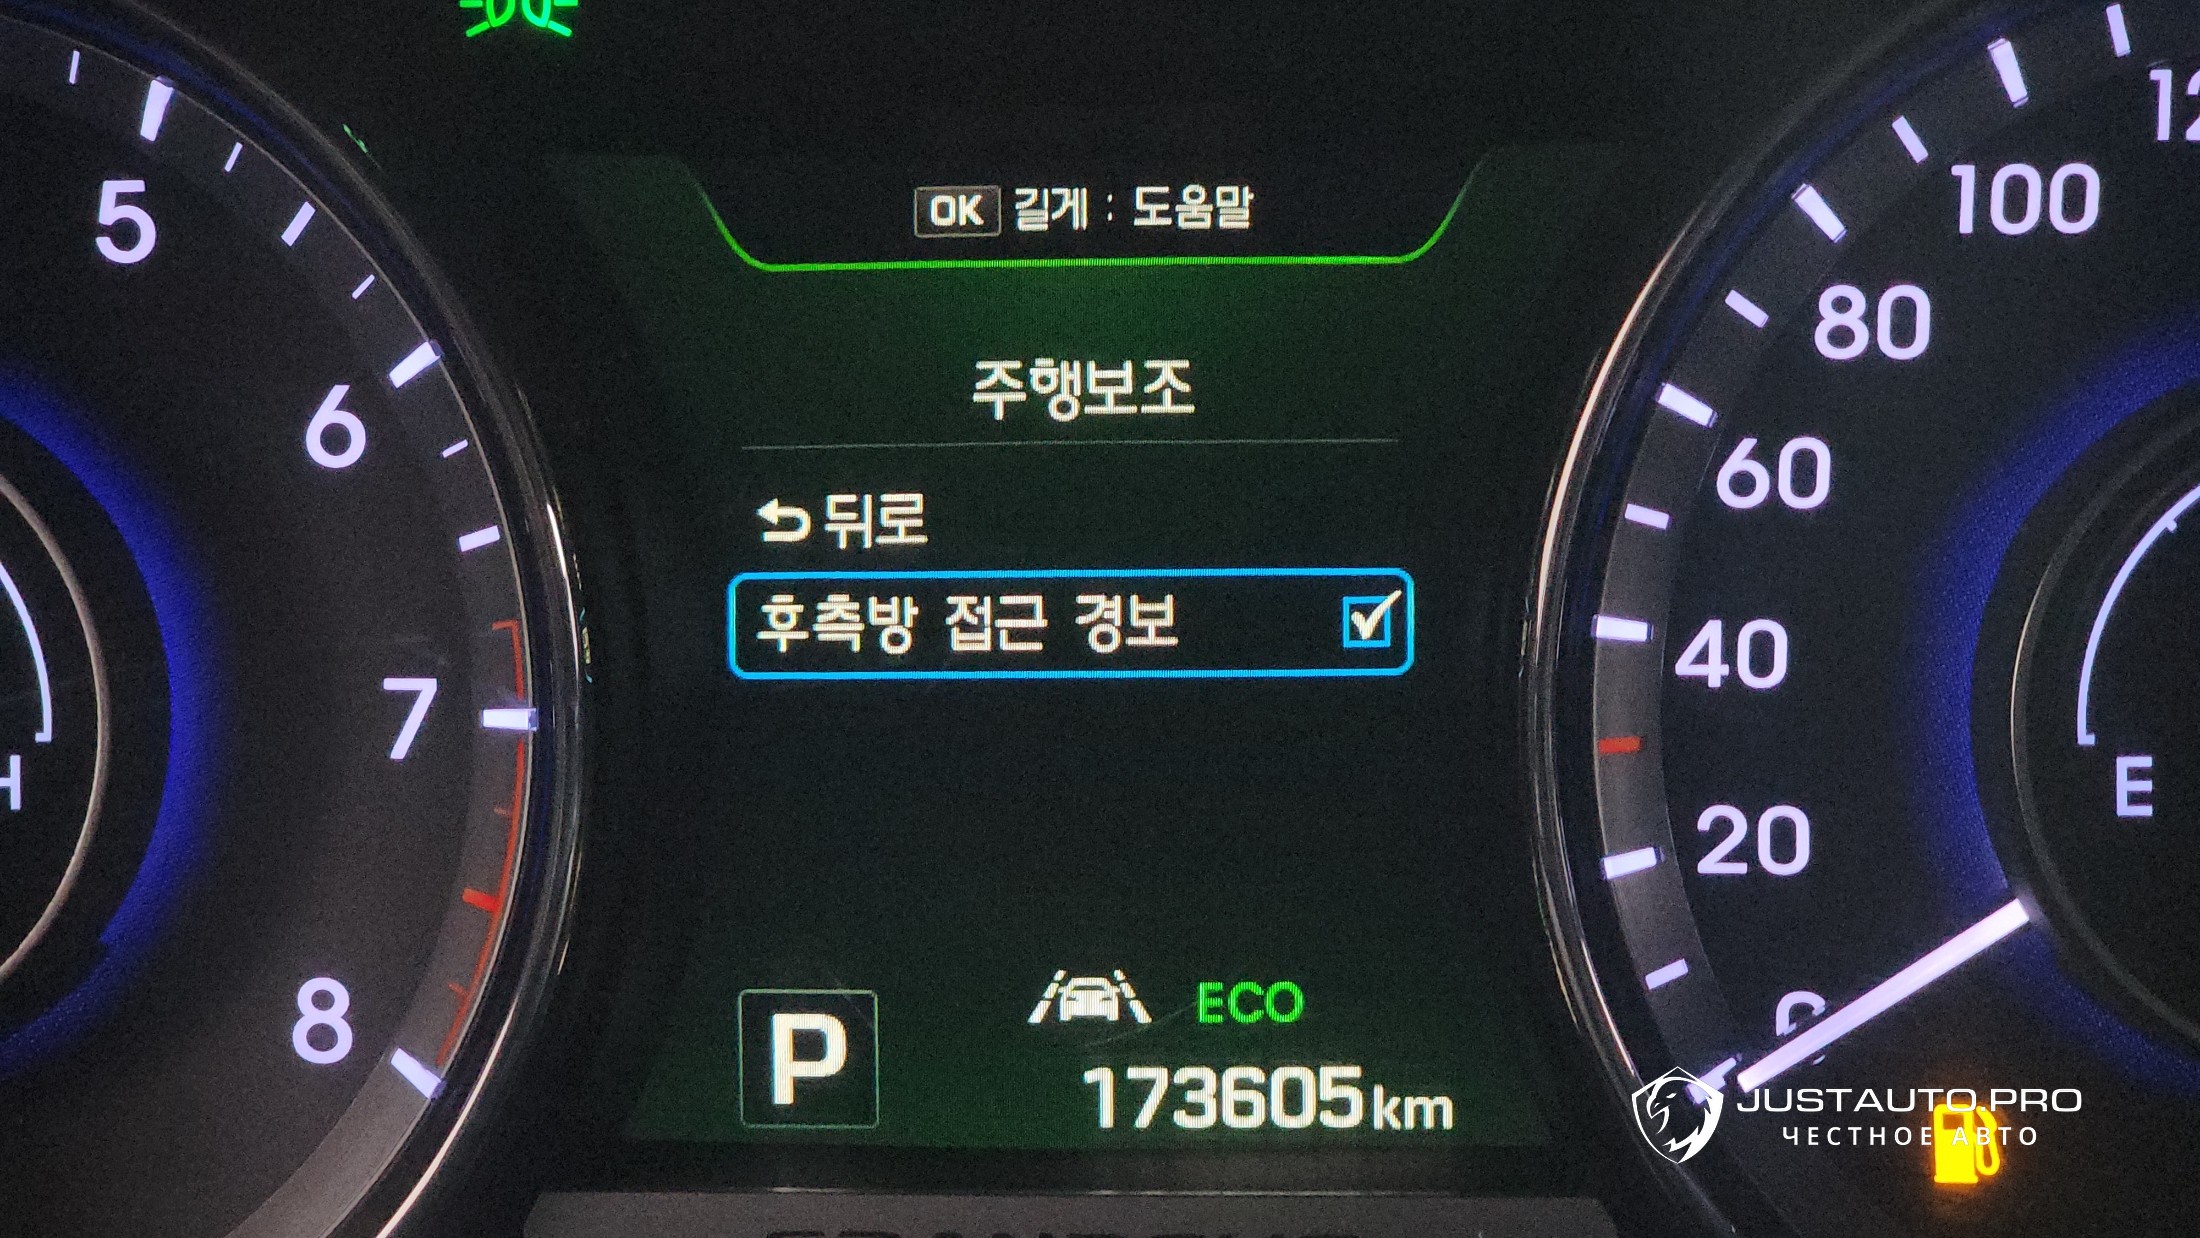 OK 길게 : 도움말
주행보조
뒤로
후측방 접근 경보
P
ECO
173605km
5
6
7
8
H
100
80
60
40
20
E
JUSTAUTO.PRO
ЧЕСТНОЕ АВТО